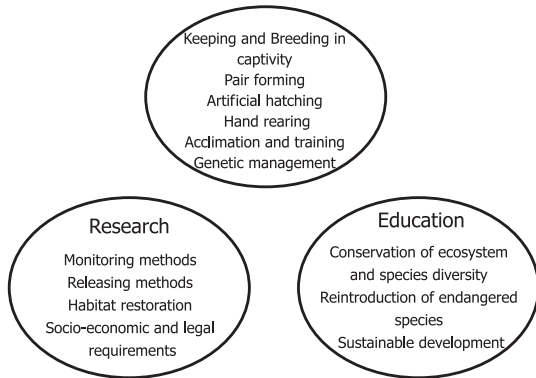 Keeping and Breeding in
captivity
Pair forming
Artificial hatching
Hand rearing
Acclimation and training
Genetic management
Research
Monitoring methods
Releasing methods
Habitat restoration
Socio-economic and legal
requirements
Education
Conservation of ecosystem
and species diversity
Reintroduction of endangered
species
Sustainable development